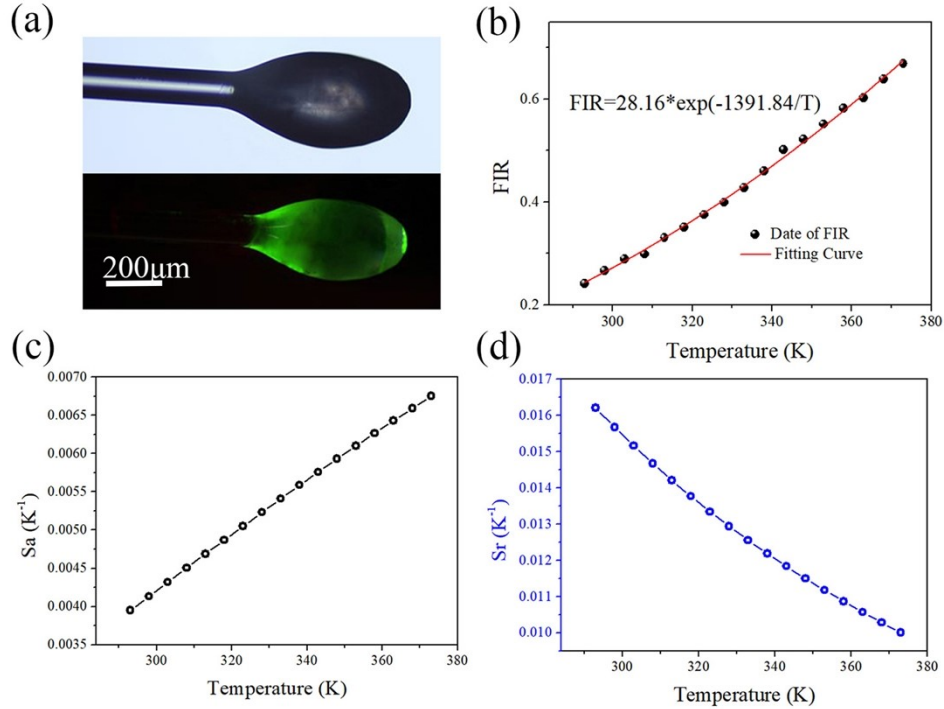 (a)
200μm
(b)
FIR=28.16*exp(-1391.84/T)
Date of FIR
Fitting Curve
FIR
0.6
0.4
0.2
300
320
340
360
380
Temperature (K)
(c)
0.0070
0.0065
0.0060
0.0055
0.0050
0.0045
0.0040
0.0035
Sa (K⁻¹)
300
320
340
360
380
Temperature (K)
(d)
0.017
0.016
0.015
0.014
0.013
0.012
0.011
0.010
Sr (K⁻¹)
300
320
340
360
380
Temperature (K)